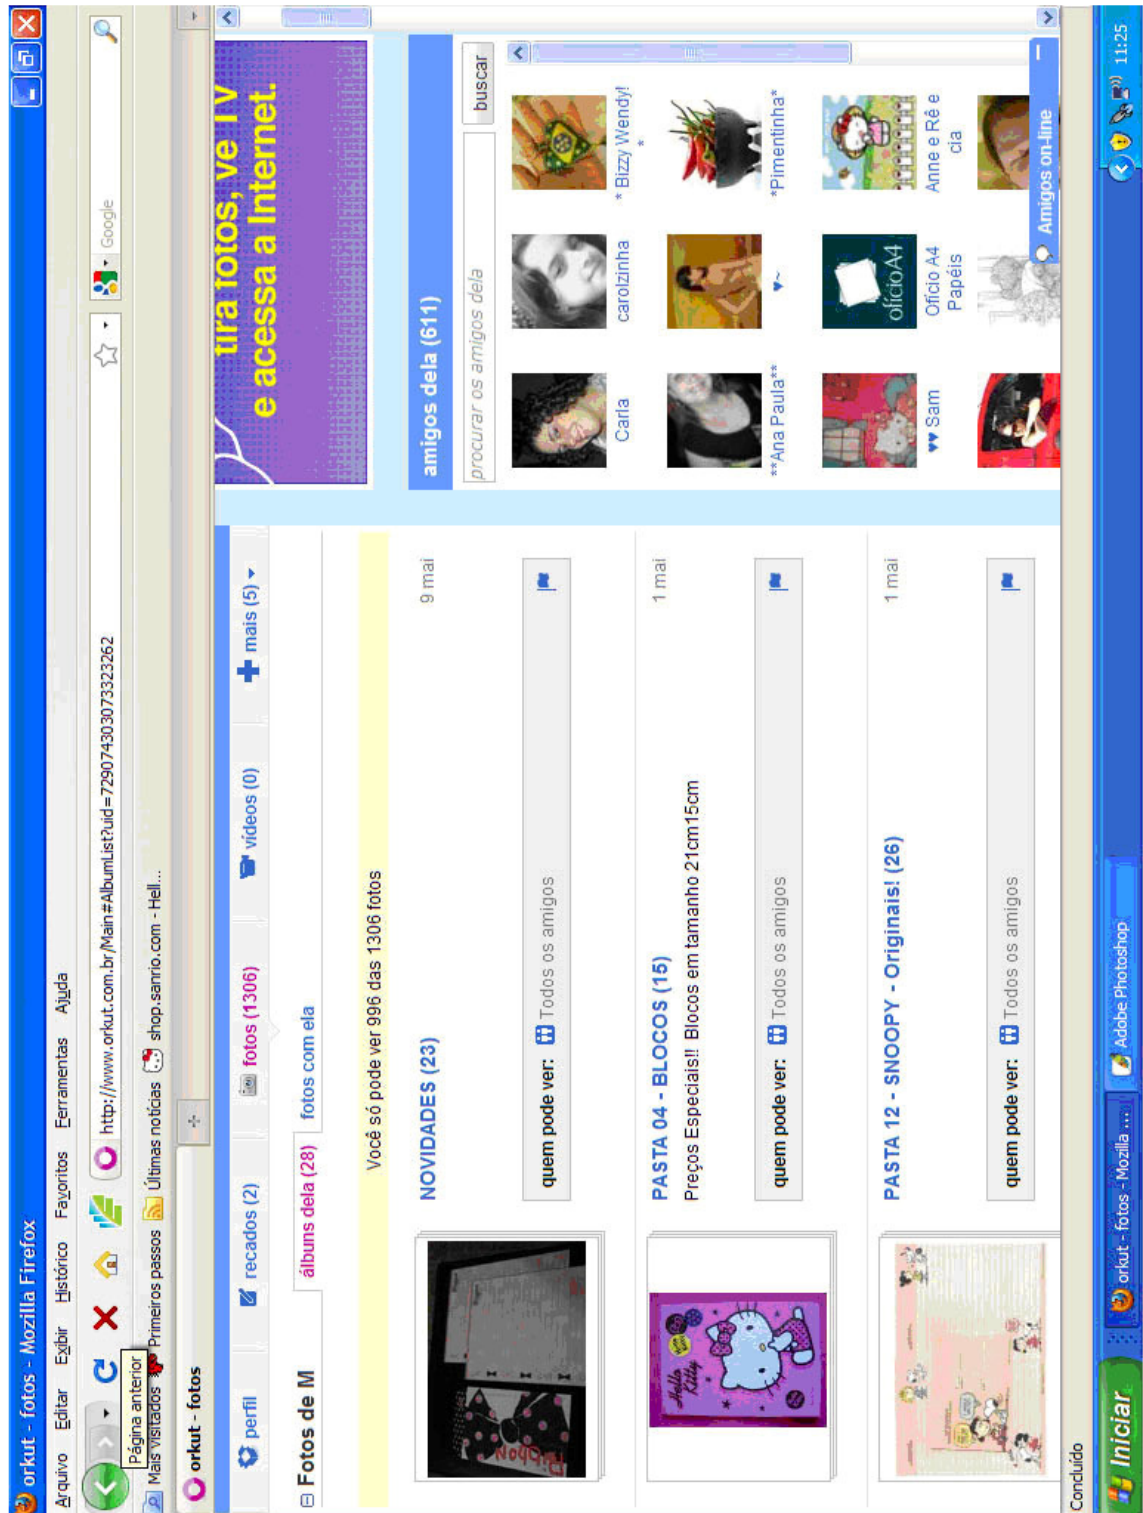 orkut - fotos - Mozilla Firefox
Arquivo Editar Exibir Histórico Favoritos Ferramentas Ajuda
http://www.orkut.com.br/Main#AlbumList?uid=7290743030733​23262
Google
Página anterior
Mais visitados Primeiros passos Últimas notícias shop.sanrio.com - Hell...
orkut - fotos
perfil
recados (2)
fotos (1306)
vídeos (0)
mais (5)
Fotos de M
álbuns dela (28)
fotos com ela
Você só pode ver 996 das 1306 fotos
NOVIDADES (23)
9 mai
quem pode ver: Todos os amigos
PASTA 04 - BLOCOS (15)
1 mai
Preços Especiais!! Blocos em tamanho 21cm15cm
quem pode ver: Todos os amigos
Hello Kitty
PASTA 12 - SNOOPY - Originais! (26)
1 mai
quem pode ver: Todos os amigos
tira fotos, ve TV
e acessa a Internet.
amigos dela (611)
procurar os amigos dela
buscar
Carla
carolzinha
* Bizzy Wendy! *
**Ana Paula**
♥~
*Pimentinha*
♥♥ Sam
ofícioA4
Ofício A4 Papéis
Anne e Rê e cia
Amigos on-line
Concluído
Iniciar
orkut - fotos - Mozilla ...
Adobe Photoshop
11:25